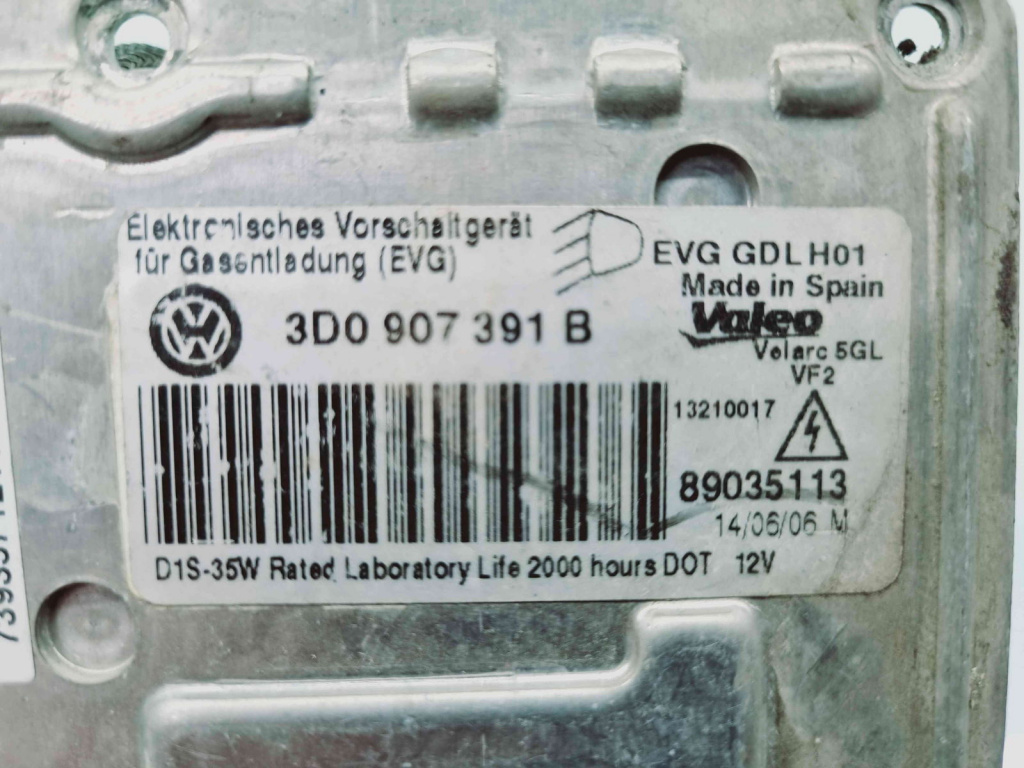 Elektronisches Vorschaltgerät
für Gasentladung (EVG)
EVG GDL H01
Made in Spain
Valeo
3D0 907 391 B
Velarc 5GL
VF2
13210017
89035113
14/06/06 M
D1S-35W Rated Laboratory Life 2000 hours DOT 12V